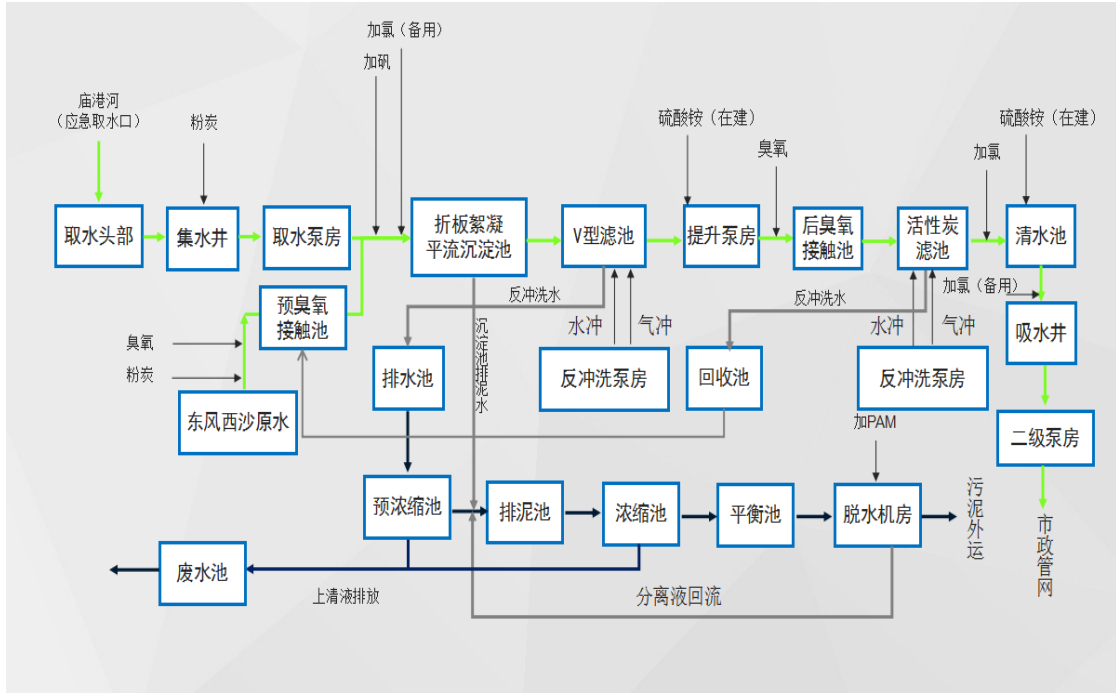 加氯（备用）
加矾
庙港河
（应急取水口）
粉炭
硫酸铵（在建）
臭氧
硫酸铵（在建）
加氯
取水头部
集水井
取水泵房
折板絮凝
平流沉淀池
V型滤池
提升泵房
后臭氧
接触池
活性炭
滤池
清水池
预臭氧
接触池
反冲洗水
反冲洗水
加氯（备用）
水冲
气冲
水冲
气冲
吸水井
臭氧
粉炭
沉淀池排泥水
排水池
反冲洗泵房
回收池
反冲洗泵房
东风西沙原水
加PAM
二级泵房
预浓缩池
排泥池
浓缩池
平衡池
脱水机房
污泥外运
市政管网
废水池
上清液排放
分离液回流